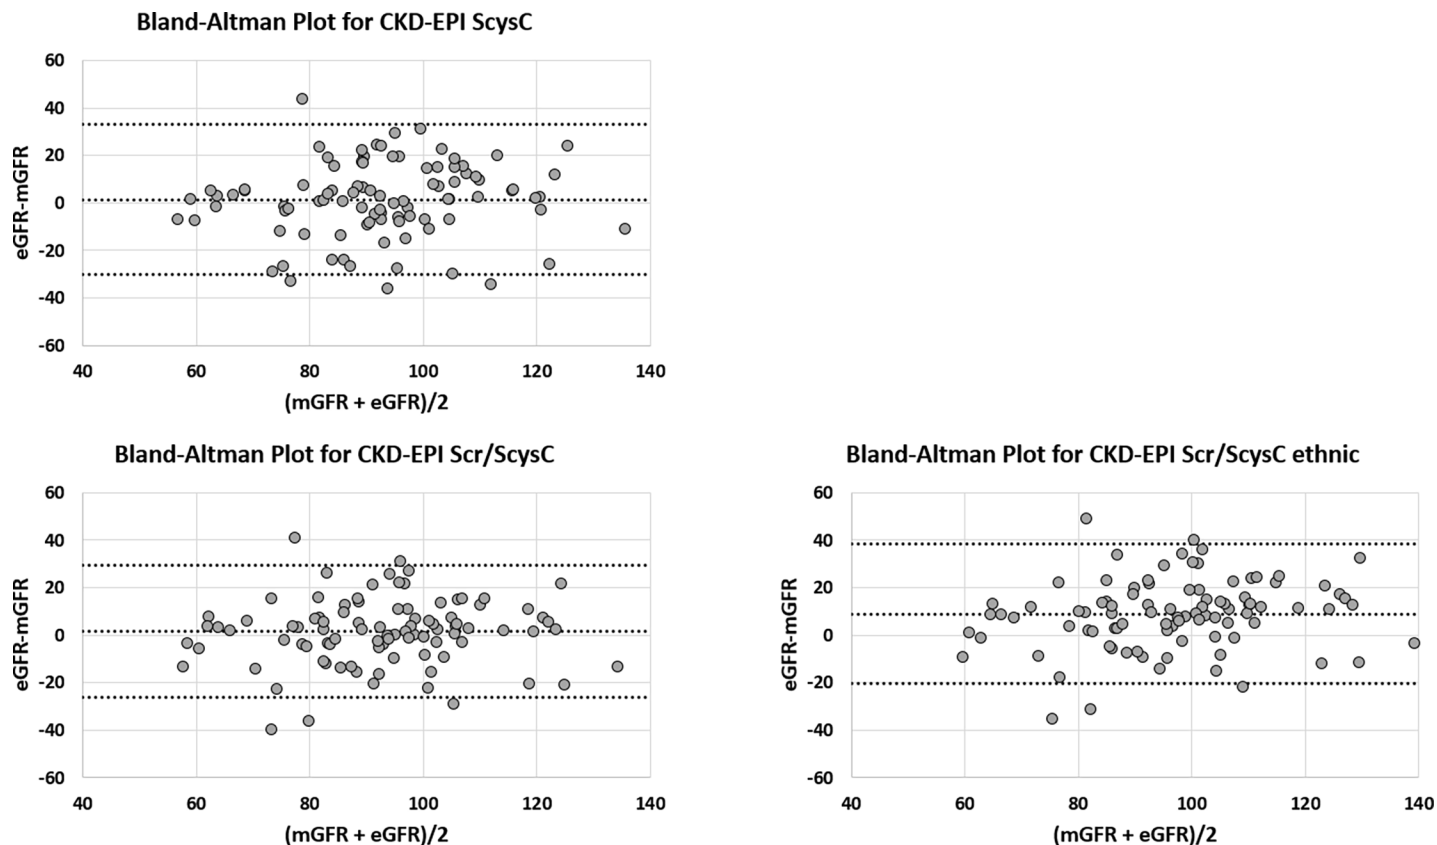 Bland-Altman Plot for CKD-EPI ScysC
60
40
20
0
-20
-40
-60
eGFR-mGFR
40 60 80 100 120 140
(mGFR + eGFR)/2
Bland-Altman Plot for CKD-EPI Scr/ScysC
60
40
20
0
-20
-40
-60
eGFR-mGFR
40 60 80 100 120 140
(mGFR + eGFR)/2
Bland-Altman Plot for CKD-EPI Scr/ScysC ethnic
60
40
20
0
-20
-40
-60
eGFR-mGFR
40 60 80 100 120 140
(mGFR + eGFR)/2